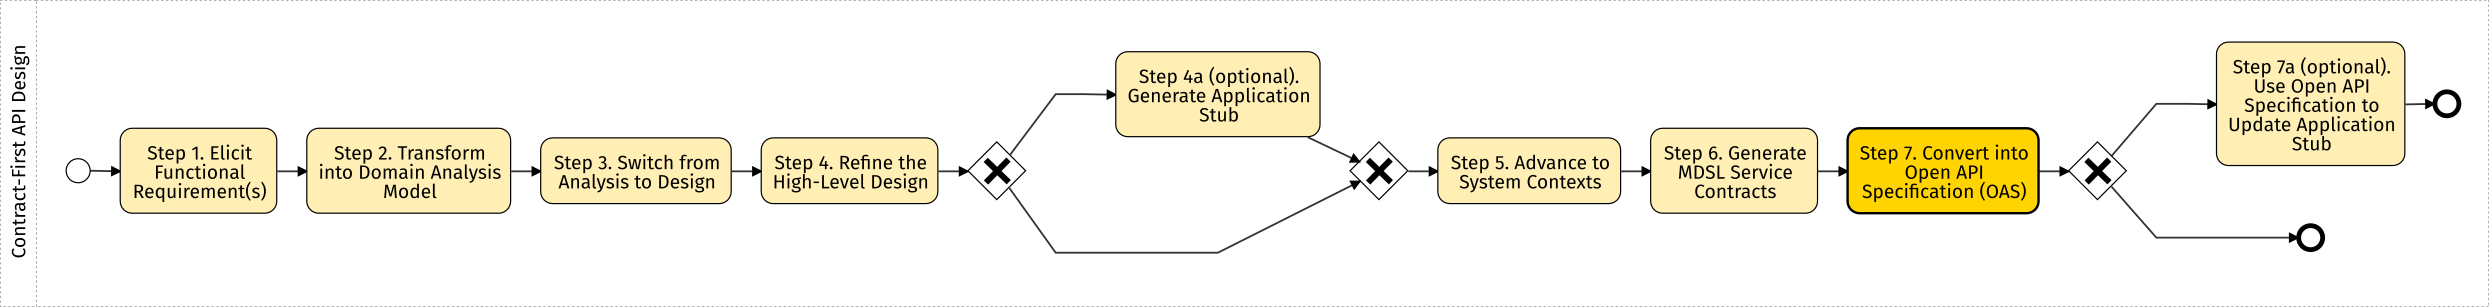 Contract-First API Design
Step 1. Elicit
Functional
Requirement(s)
Step 2. Transform
into Domain Analysis
Model
Step 3. Switch from
Analysis to Design
Step 4. Refine the
High-Level Design
Step 4a (optional).
Generate Application
Stub
Step 5. Advance to
System Contexts
Step 6. Generate
MDSL Service
Contracts
Step 7. Convert into
Open API
Specification (OAS)
Step 7a (optional).
Use Open API
Specification to
Update Application
Stub